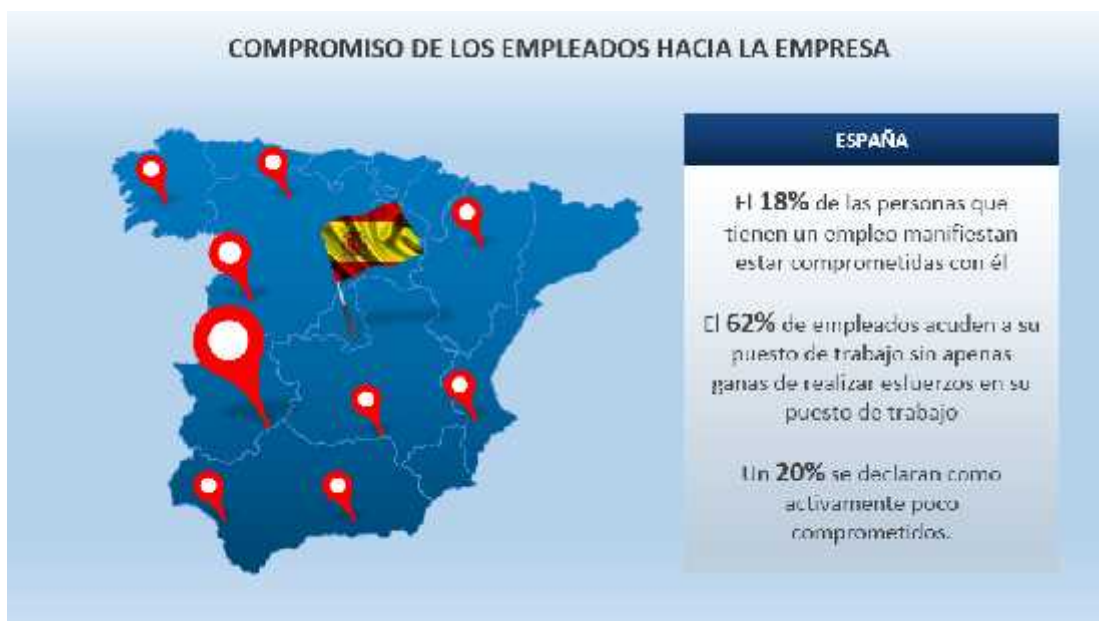 COMPROMISO DE LOS EMPLEADOS HACIA LA EMPRESA
ESPAÑA
El 18% de las personas que
tienen un empleo manifiestan
estar comprometidas con él
El 62% de empleados acuden a su
puesto de trabajo sin apenas
ganas de realizar esfuerzos en su
puesto de trabajo
Un 20% se declaran como
activamente poco
comprometidos.